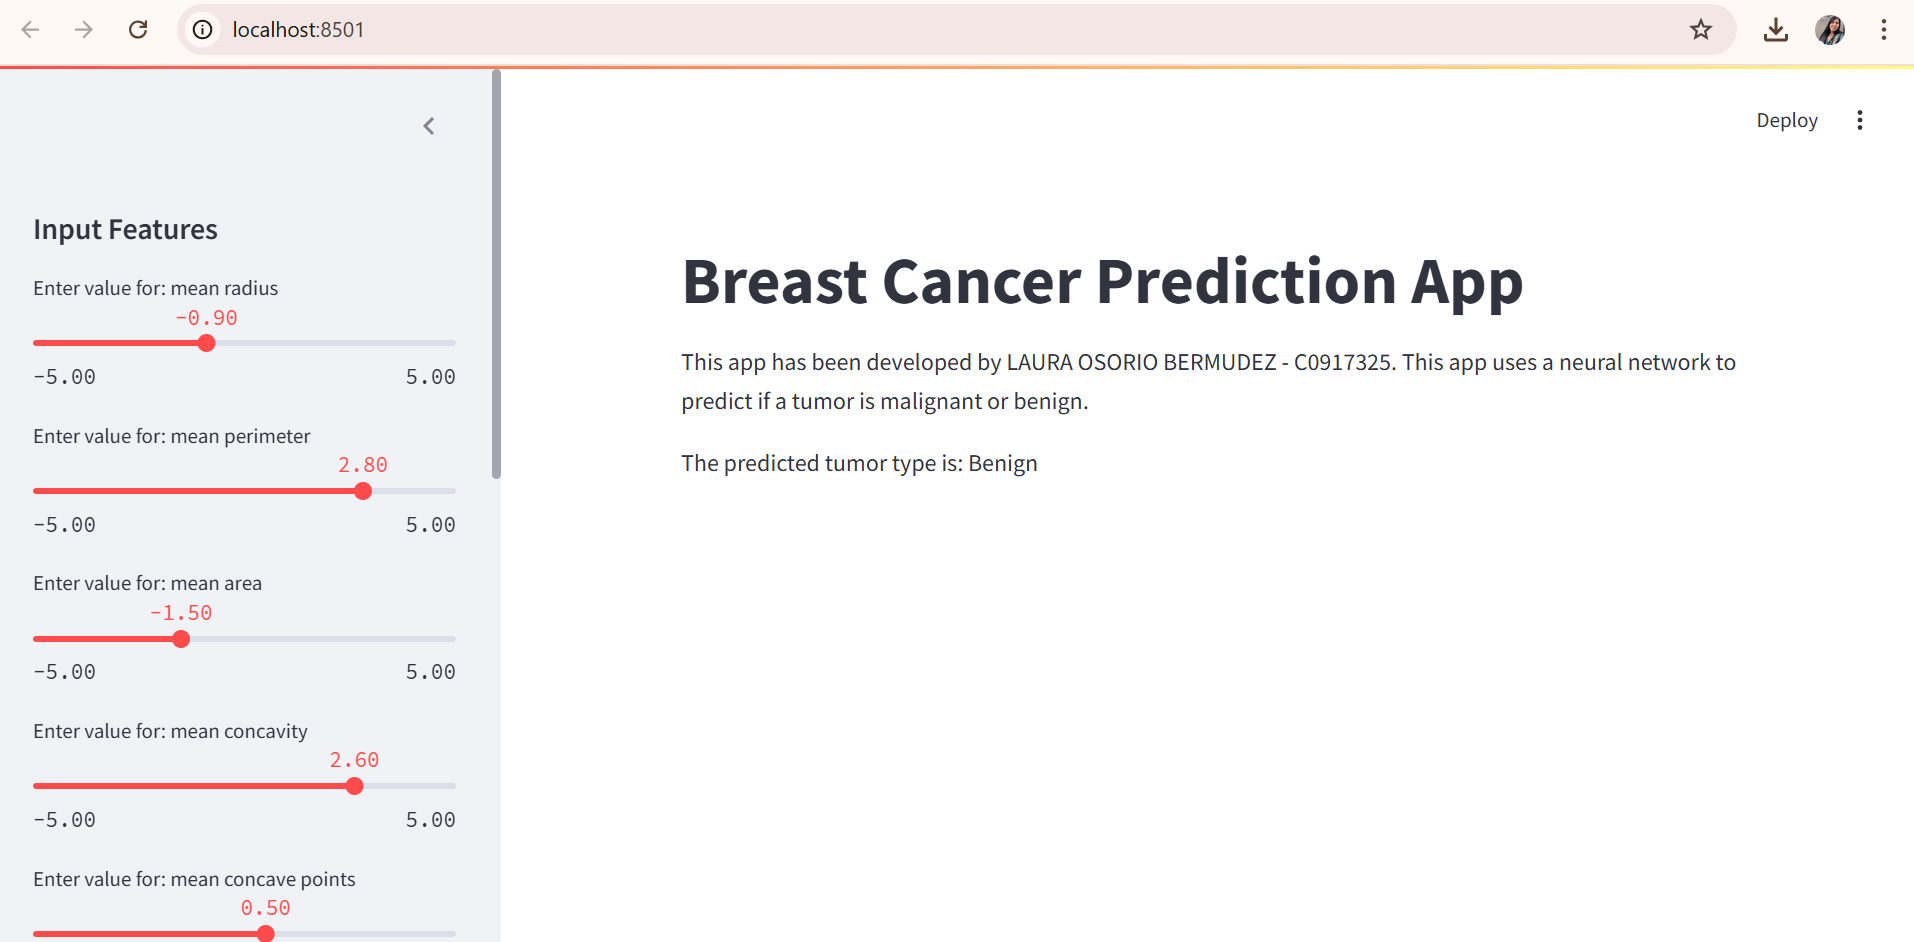 localhost:8501
Deploy
Input Features
Enter value for: mean radius
-0.90
-5.00 5.00
Enter value for: mean perimeter
2.80
-5.00 5.00
Enter value for: mean area
-1.50
-5.00 5.00
Enter value for: mean concavity
2.60
-5.00 5.00
Enter value for: mean concave points
0.50
Breast Cancer Prediction App
This app has been developed by LAURA OSORIO BERMUDEZ - C0917325. This app uses a neural network to
predict if a tumor is malignant or benign.
The predicted tumor type is: Benign